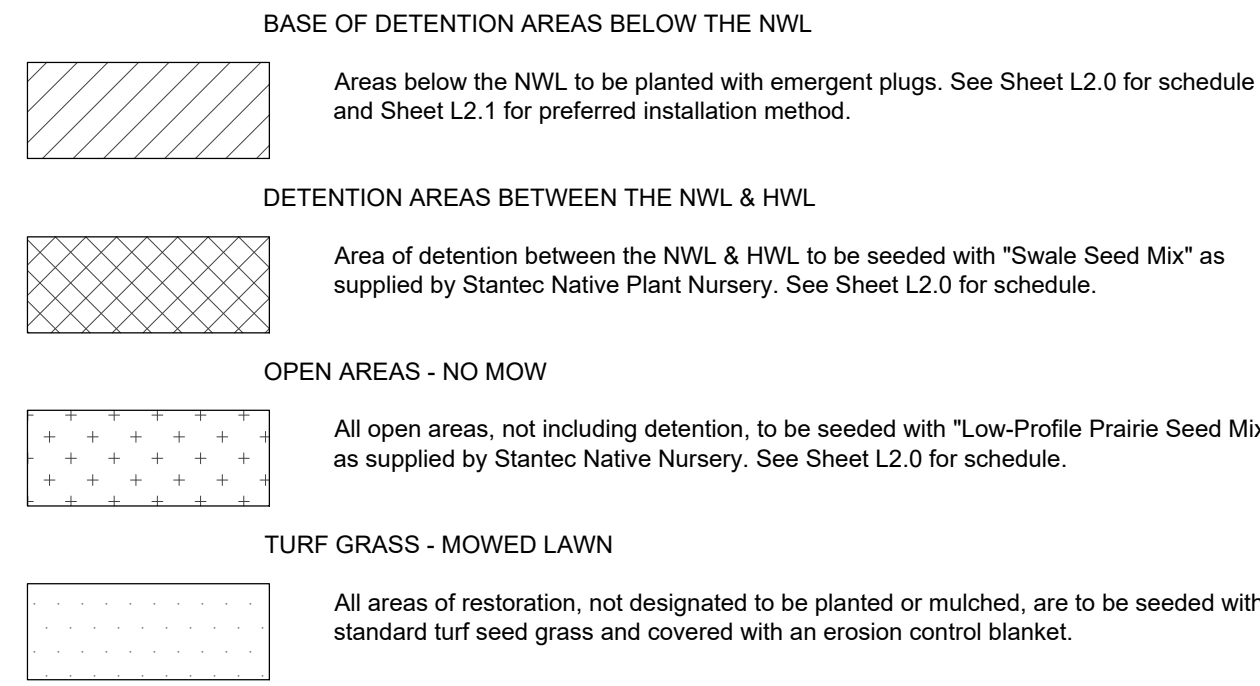 BASE OF DETENTION AREAS BELOW THE NWL
Areas below the NWL to be planted with emergent plugs. See Sheet L2.0 for schedule
and Sheet L2.1 for preferred installation method.
DETENTION AREAS BETWEEN THE NWL & HWL
Area of detention between the NWL & HWL to be seeded with "Swale Seed Mix" as
supplied by Stantec Native Plant Nursery. See Sheet L2.0 for schedule.
OPEN AREAS - NO MOW
All open areas, not including detention, to be seeded with "Low-Profile Prairie Seed Mix
as supplied by Stantec Native Nursery. See Sheet L2.0 for schedule.
TURF GRASS - MOWED LAWN
All areas of restoration, not designated to be planted or mulched, are to be seeded with
standard turf seed grass and covered with an erosion control blanket.